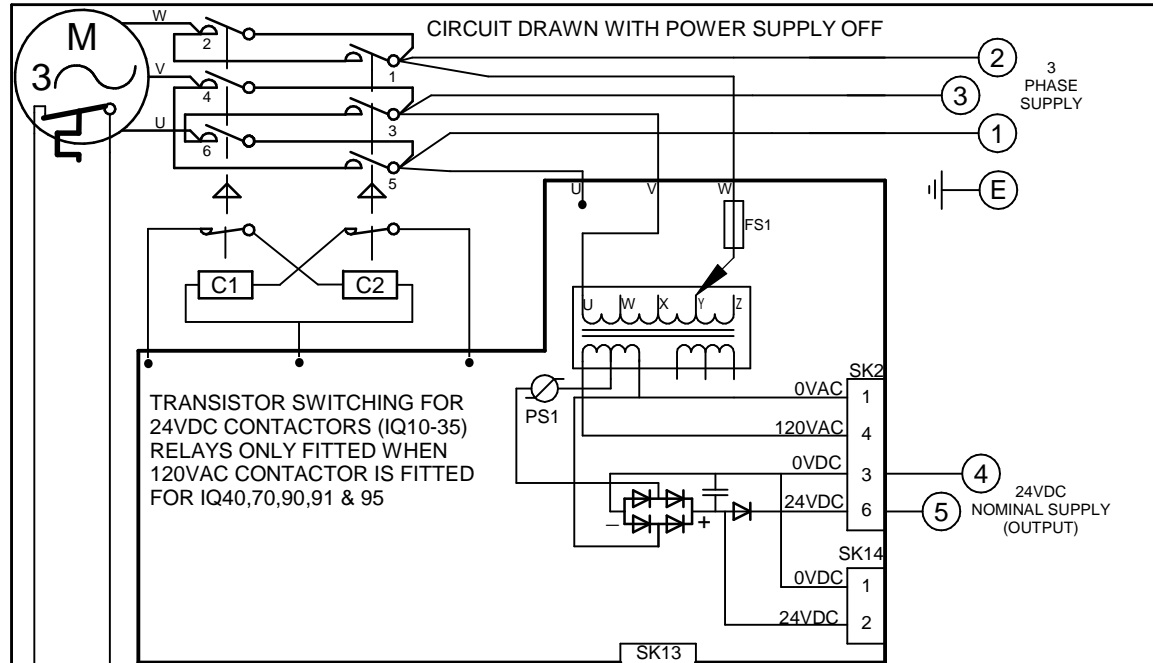 CIRCUIT DRAWN WITH POWER SUPPLY OFF
W
M
3
V
U
2
1
4
3
6
5
2
3
1
3
PHASE
SUPPLY
E
U
V
W
FS1
C1
C2
U W X Y Z
PS1
TRANSISTOR SWITCHING FOR
24VDC CONTACTORS (IQ10-35)
RELAYS ONLY FITTED WHEN
120VAC CONTACTOR IS FITTED
FOR IQ40,70,90,91 & 95
SK2
0VAC 1
120VAC 4
0VDC 3
24VDC 6
– +
4
5
24VDC
NOMINAL SUPPLY
(OUTPUT)
SK14
0VDC 1
24VDC 2
SK13